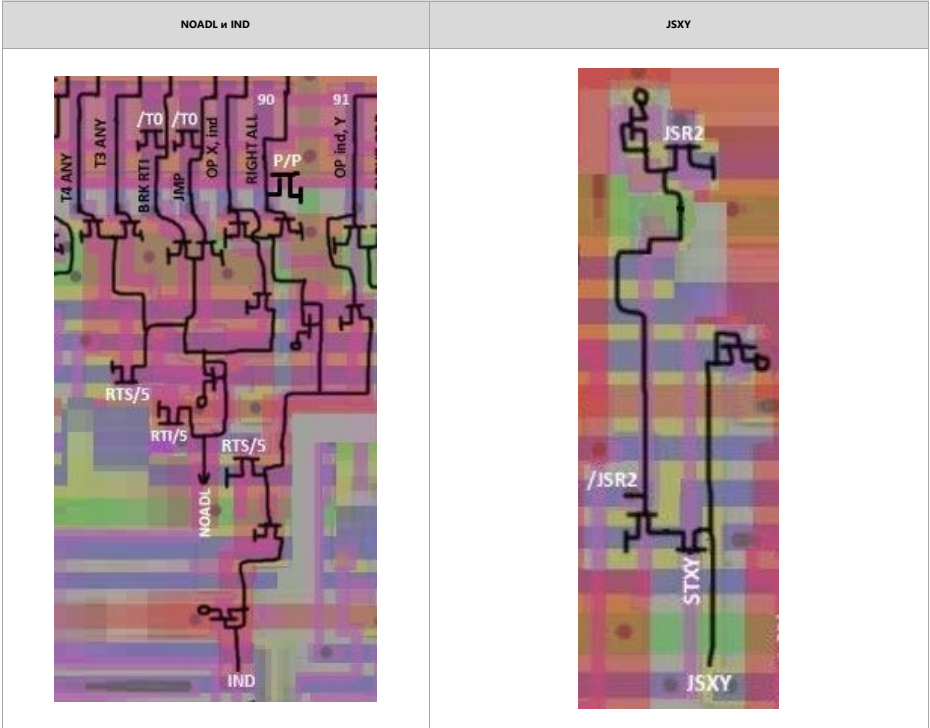 NOADL и IND
JSXY
90
91
/T0 /T0
T4 ANY
T3 ANY
BRK RTI
JMP
OP X, ind
RIGHT ALL
P/P
OP ind, Y
RTS/5
RTI/5
RTS/5
NOADL
IND
JSR2
/JSR2
STXY
JSXY